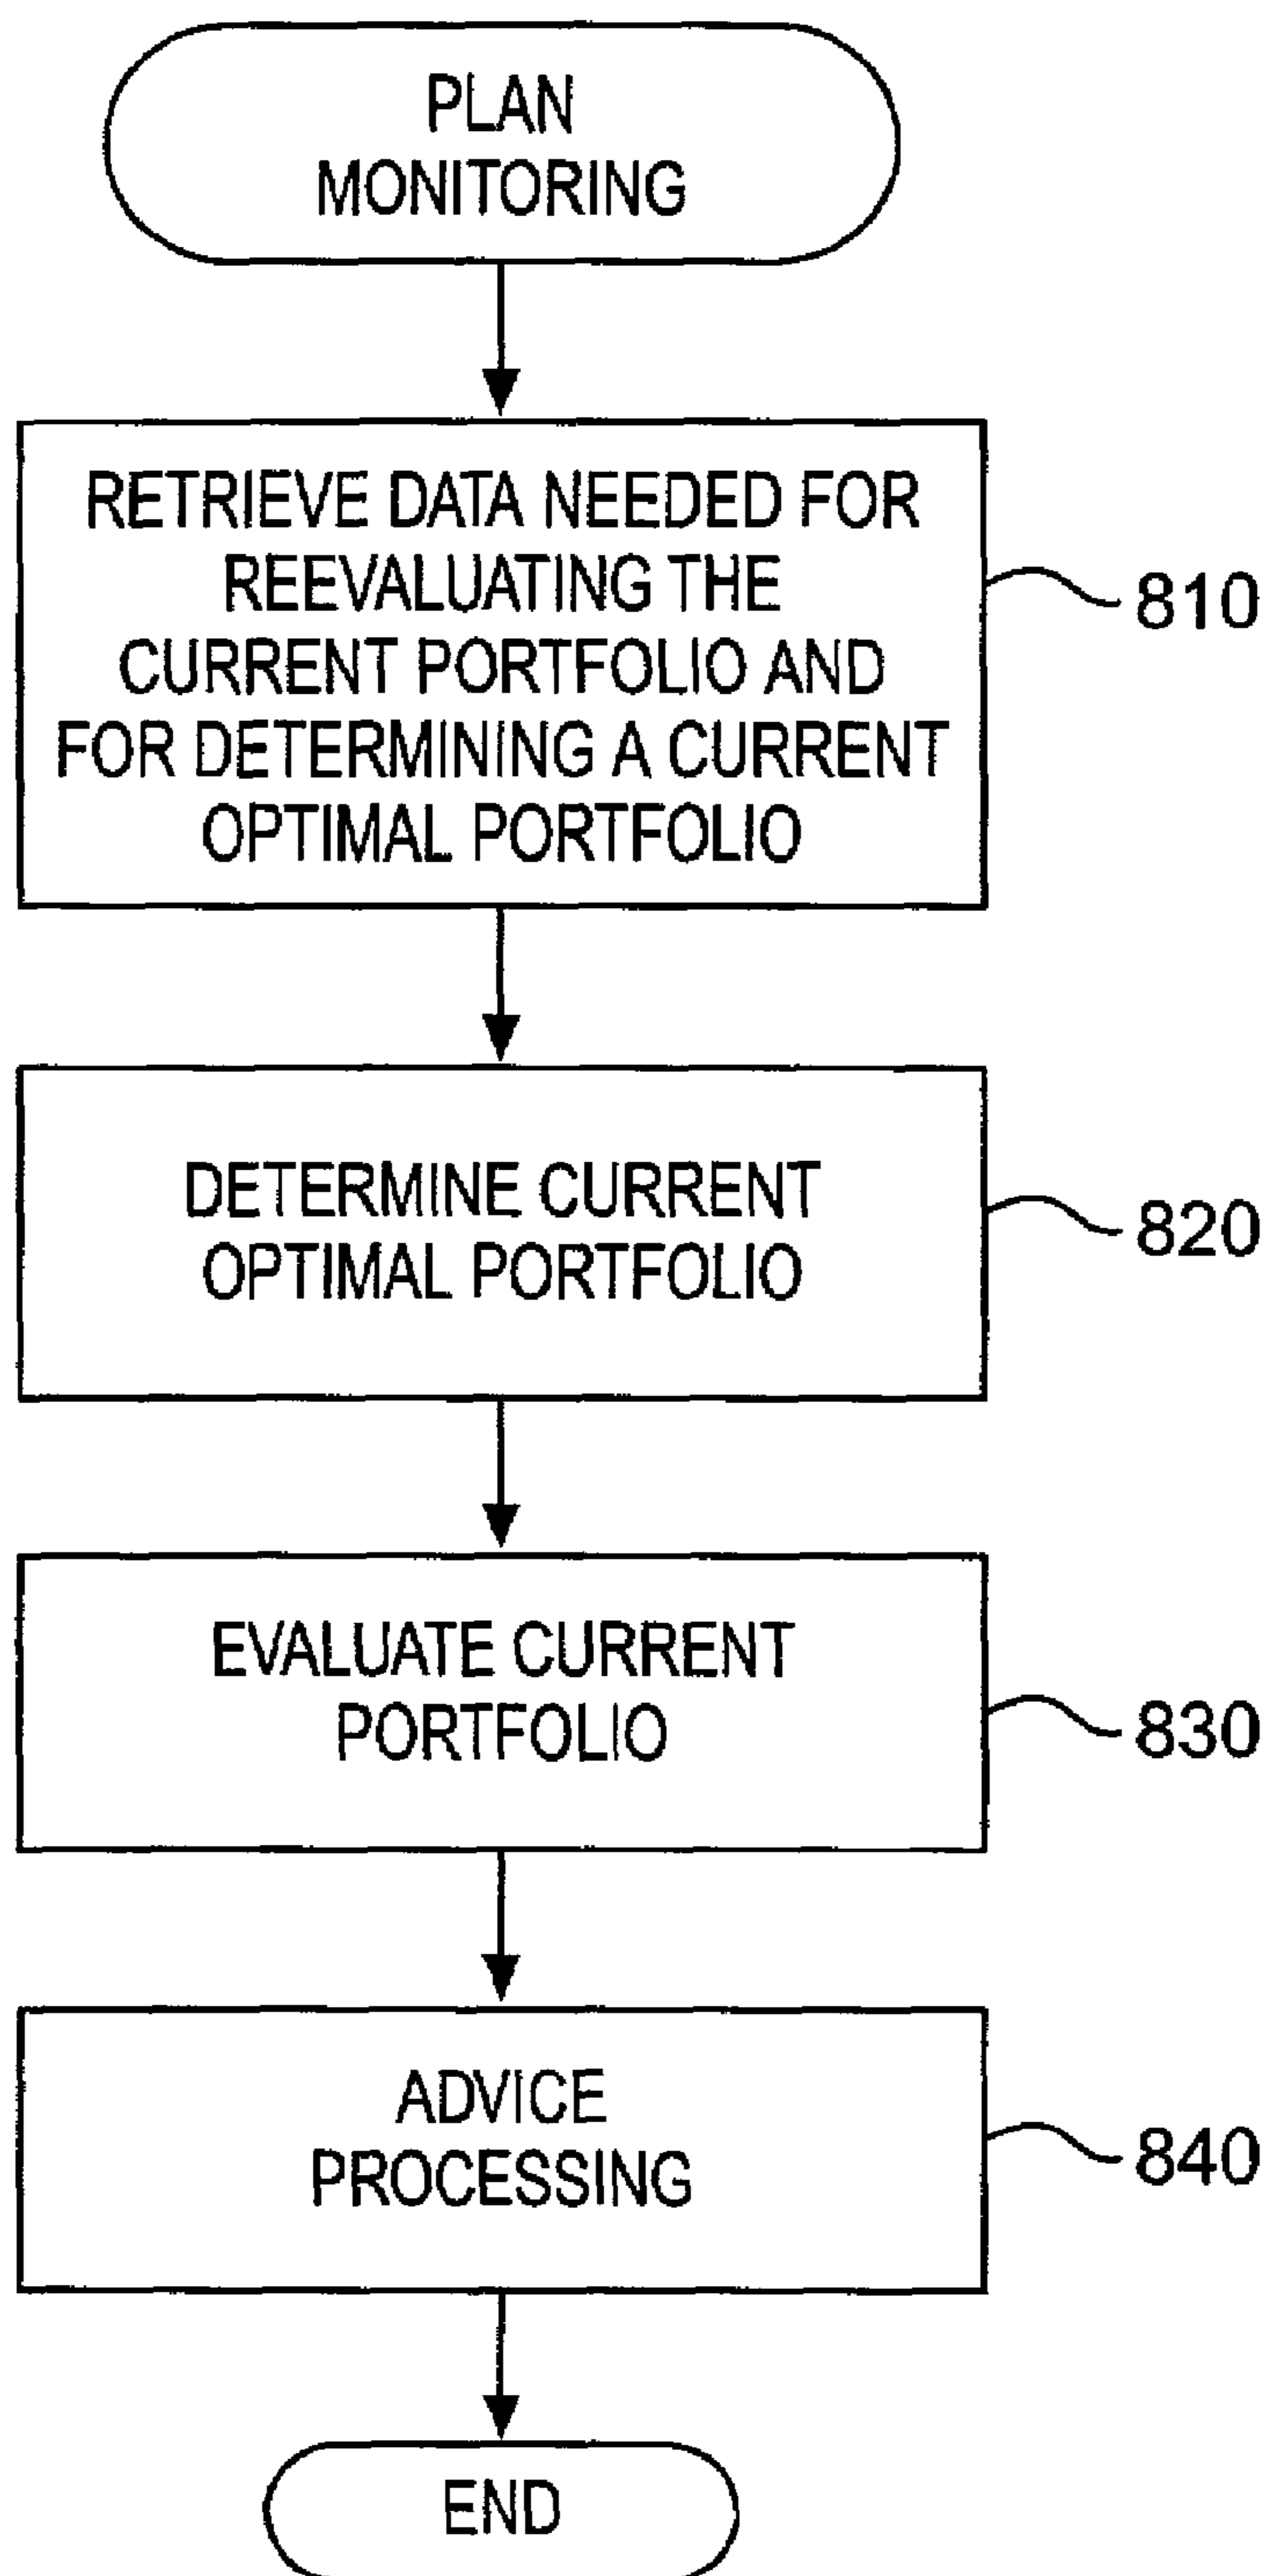 PLAN
MONITORING
RETRIEVE DATA NEEDED FOR
REEVALUATING THE
CURRENT PORTFOLIO AND
FOR DETERMINING A CURRENT
OPTIMAL PORTFOLIO
810
DETERMINE CURRENT
OPTIMAL PORTFOLIO
820
EVALUATE CURRENT
PORTFOLIO
830
ADVICE
PROCESSING
840
END